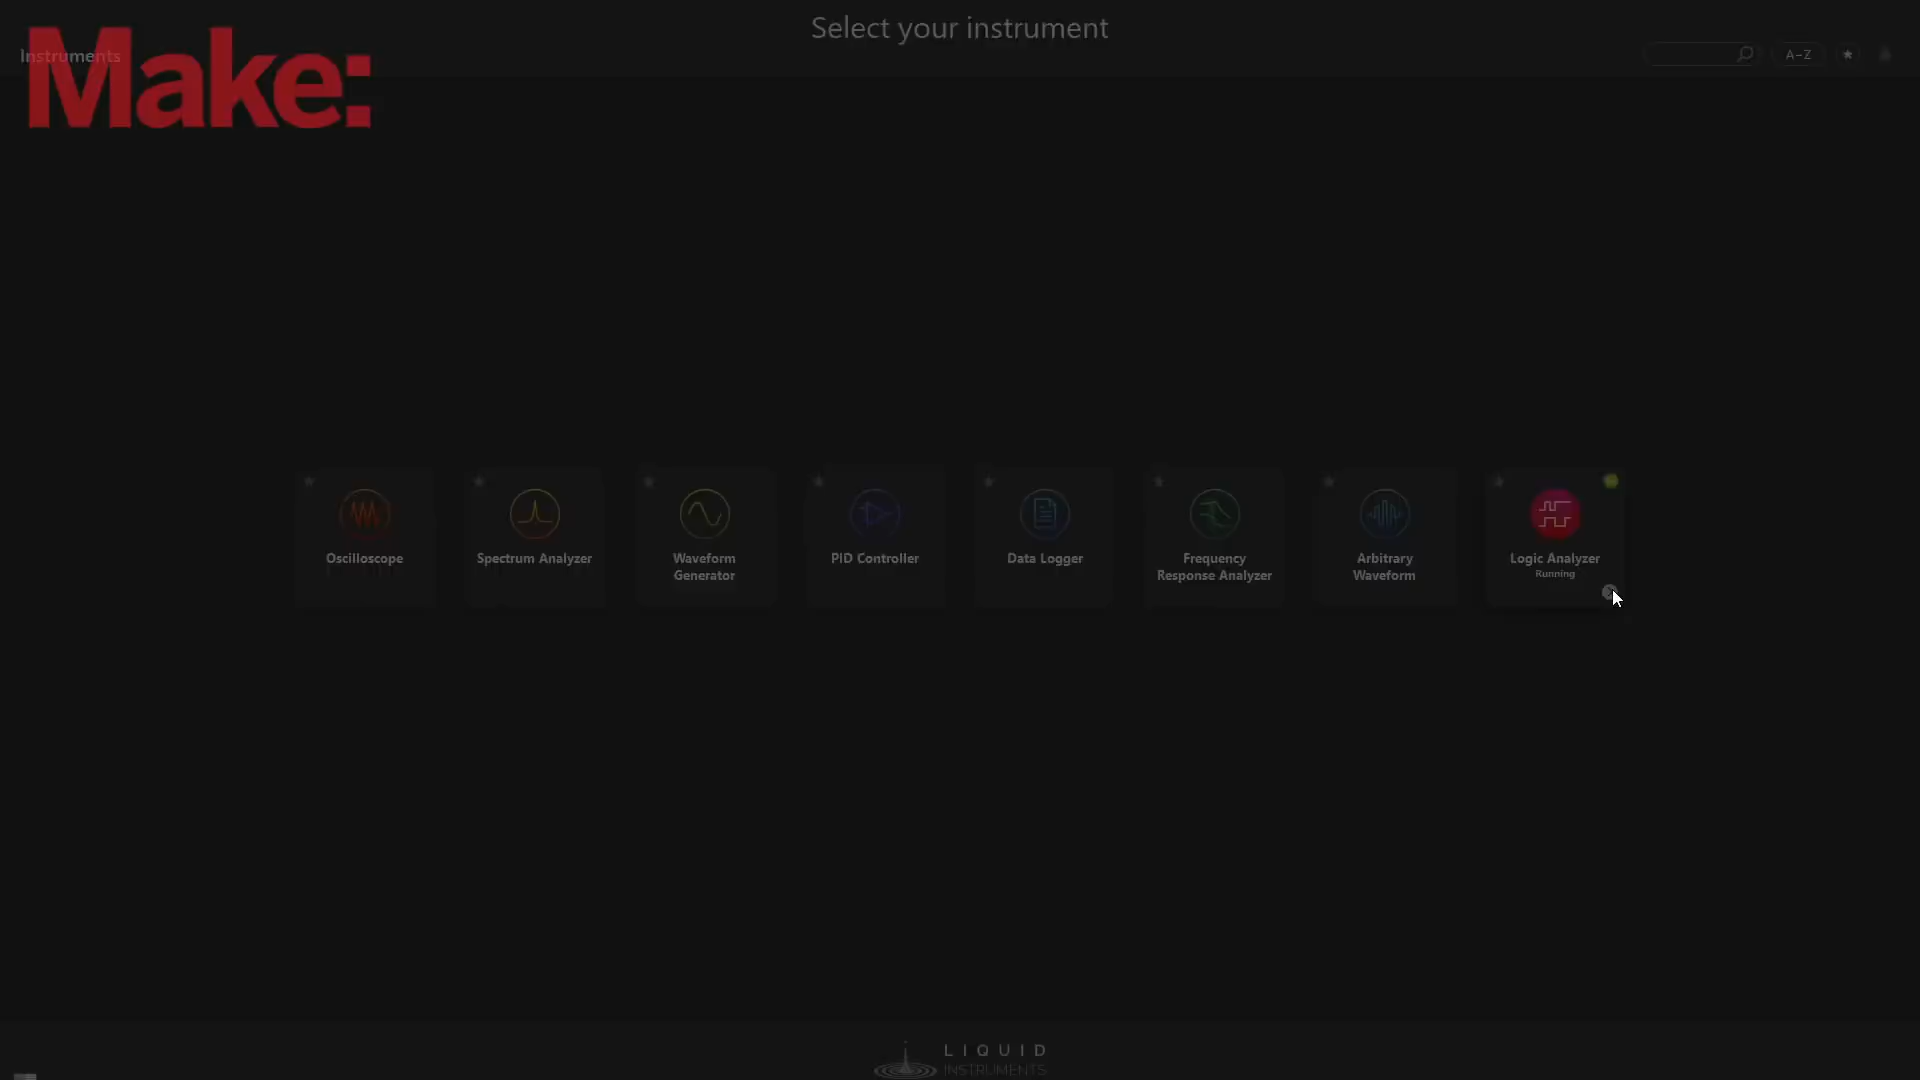 Select your instrument
Instruments
Make:
A-Z
Oscilloscope
Spectrum Analyzer
Waveform
Generator
PID Controller
Data Logger
Frequency
Response Analyzer
Arbitrary
Waveform
Logic Analyzer
Running
LIQUID
INSTRUMENTS